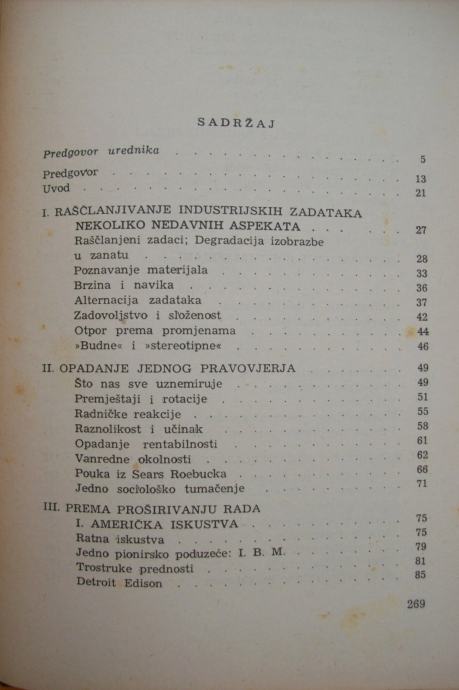 SADRŽAJ
Predgovor urednika . . . . . . . . . . . . . 5
Predgovor . . . . . . . . . . . . . . . 13
Uvod . . . . . . . . . . . . . . . . 21
I. RAŠČLANJIVANJE INDUSTRIJSKIH ZADATAKA
NEKOLIKO NEDAVNIH ASPEKATA . . . . 27
Raščlanjeni zadaci; Degradacija izobrazbe
u zanatu . . . . . . . . . . . . . 28
Poznavanje materijala . . . . . . . . . 33
Brzina i navika . . . . . . . . . . . 36
Alternacija zadataka . . . . . . . . . 37
Zadovoljstvo i složenost . . . . . . . . 42
Otpor prema promjenama . . . . . . . 44
»Budne« i »stereotipne« . . . . . . . . 46
II. OPADANJE JEDNOG PRAVOVJERJA . . . . . 49
Što nas sve uznemiruje . . . . . . . . 49
Premještaji i rotacije . . . . . . . . . 51
Radničke reakcije . . . . . . . . . . 55
Raznolikost i učinak . . . . . . . . . 58
Opadanje rentabilnosti . . . . . . . . 61
Vanredne okolnosti . . . . . . . . . 62
Pouka iz Sears Roebucka . . . . . . . 66
Jedno sociološko tumačenje . . . . . . 71
III. PREMA PROŠIRIVANJU RADA
I. AMERIČKA ISKUSTVA . . . . . . . 75
Ratna iskustva . . . . . . . . . . . 75
Jedno pionirsko poduzeće: I. B. M. . . . . 79
Trostruke prednosti . . . . . . . . . 81
Detroit Edison . . . . . . . . . . . 85
269